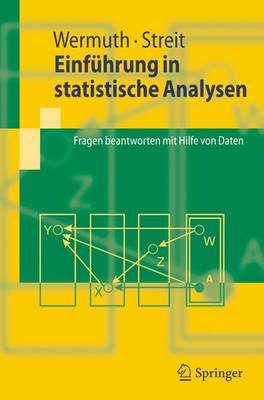 Wermuth · Streit
Einführung in
statistische Analysen
Fragen beantworten mit Hilfe von Daten
Y
W
Z
X
A
Springer